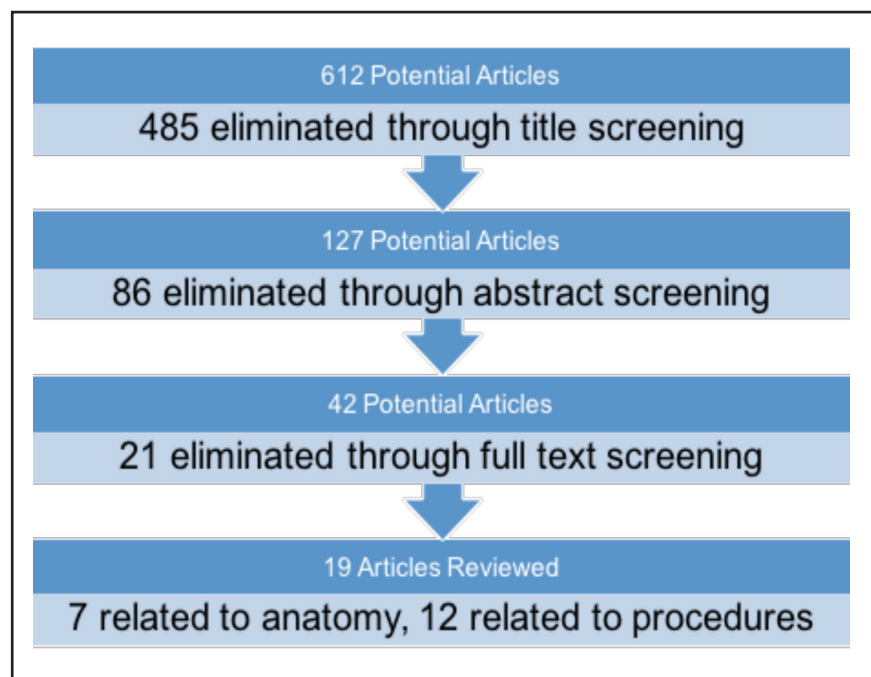 612 Potential Articles
485 eliminated through title screening
127 Potential Articles
86 eliminated through abstract screening
42 Potential Articles
21 eliminated through full text screening
19 Articles Reviewed
7 related to anatomy, 12 related to procedures